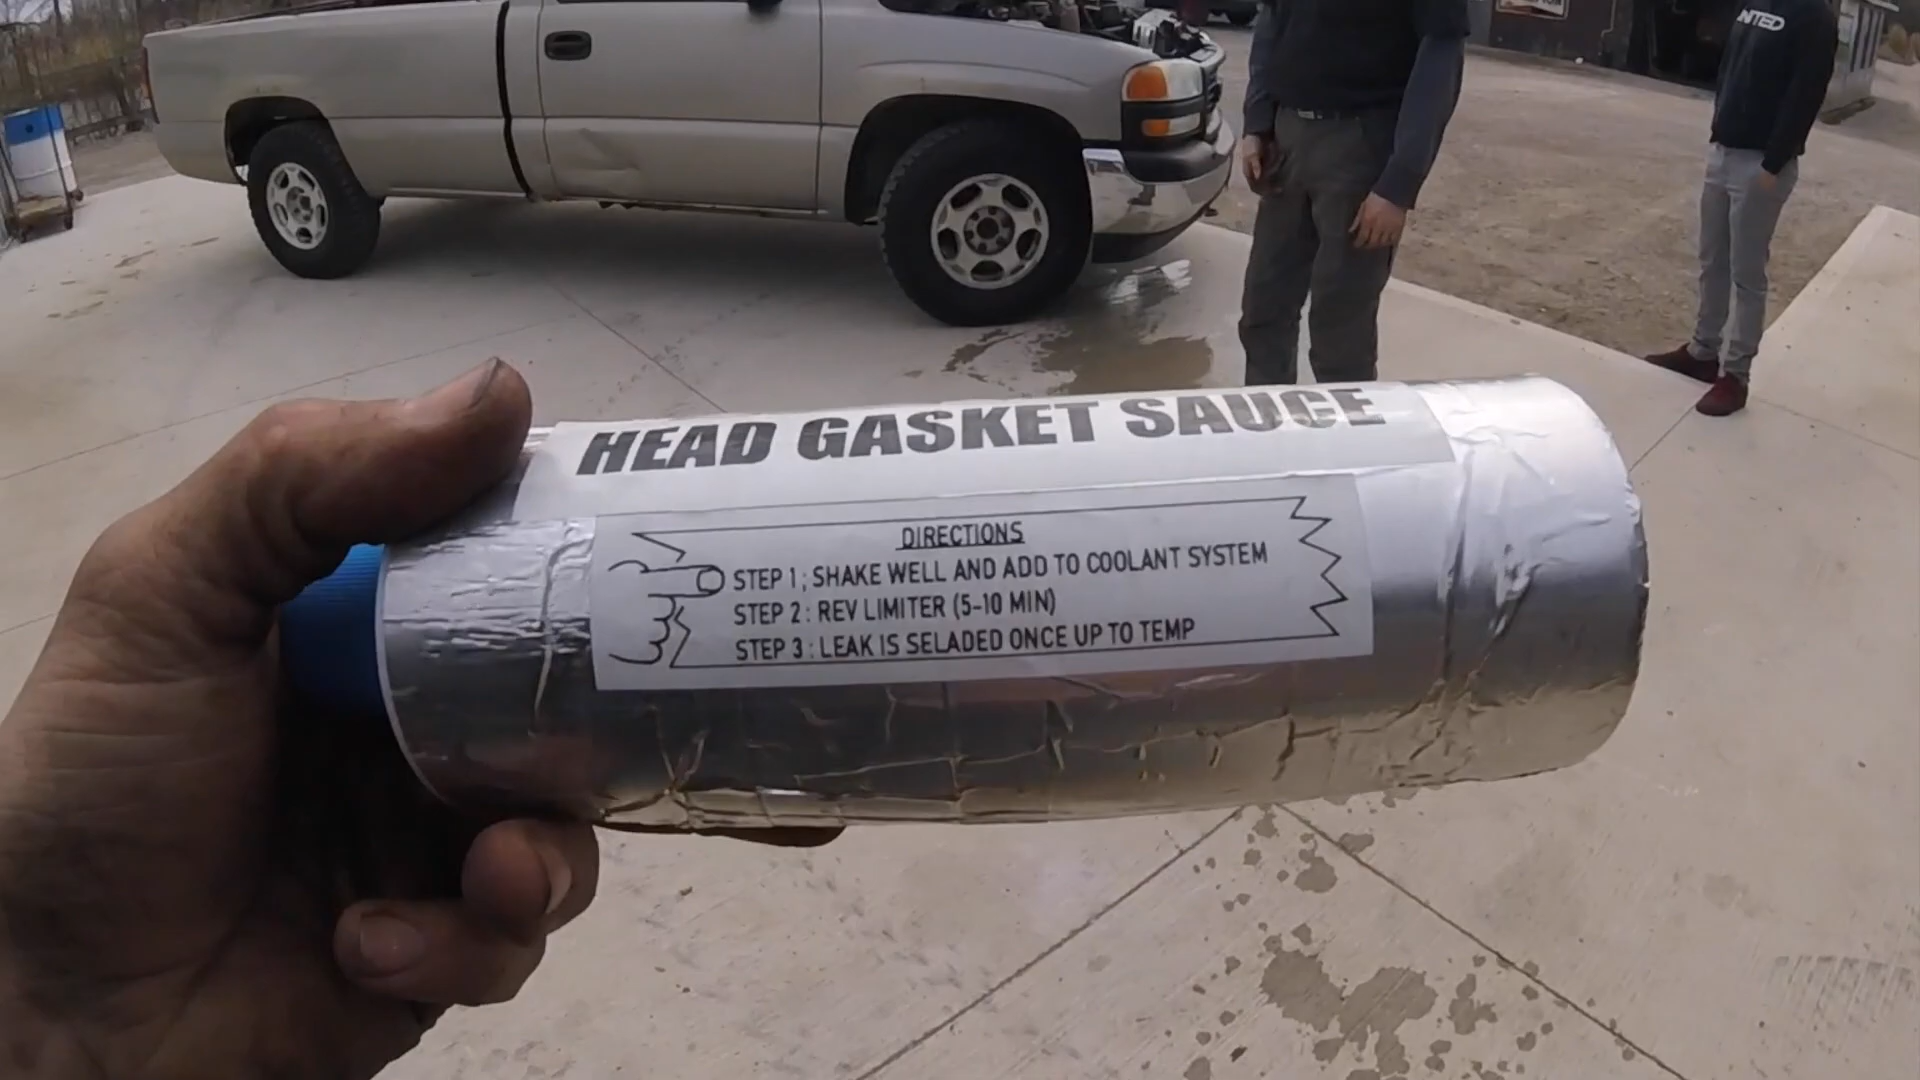 NITED
HEAD GASKET SAUCE
DIRECTIONS
STEP 1; SHAKE WELL AND ADD TO COOLANT SYSTEM
STEP 2: REV LIMITER (5-10 MIN)
STEP 3: LEAK IS SELADED ONCE UP TO TEMP